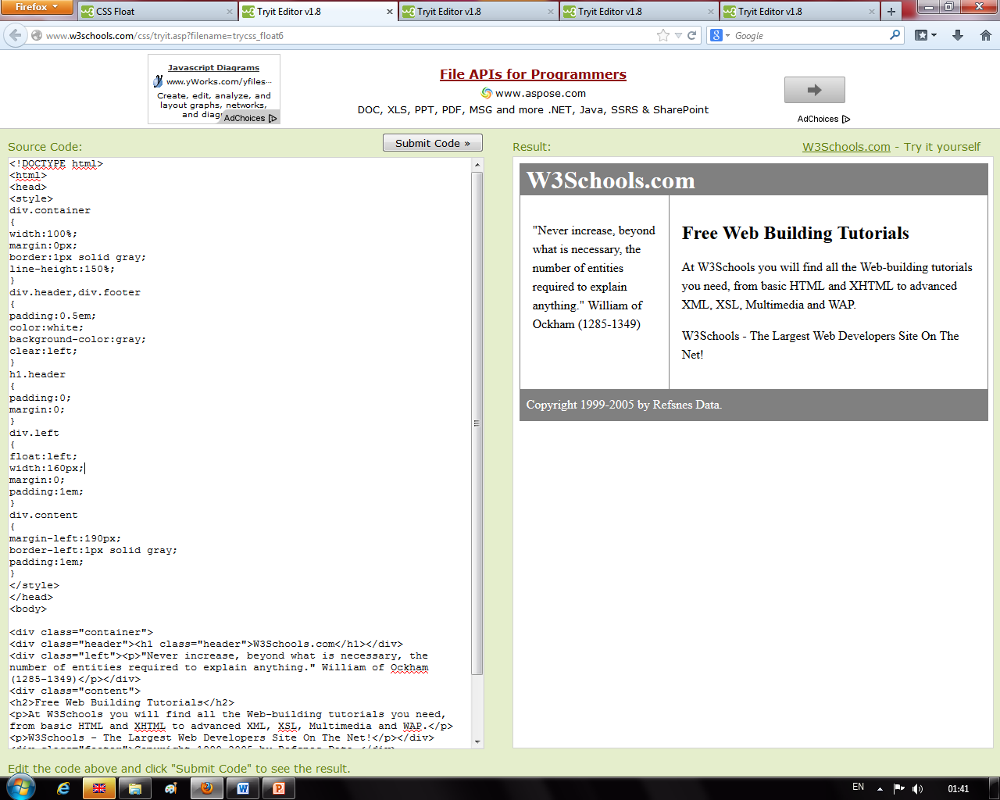 Firefox
CSS Float
Tryit Editor v1.8
Tryit Editor v1.8
Tryit Editor v1.8
Tryit Editor v1.8
www.w3schools.com/css/tryit.asp?filename=trycss_float6
Google
Javascript Diagrams
www.yWorks.com/yfiles...
Create, edit, analyze, and
layout graphs, networks,
and
AdChoices
File APIs for Programmers
www.aspose.com
DOC, XLS, PPT, PDF, MSG and more .NET, Java, SSRS & SharePoint
AdChoices
Source Code:
Submit Code »
<!DOCTYPE html>
<html>
<head>
<style>
div.container
{
width:100%;
margin:0px;
border:1px solid gray;
line-height:150%;
}
div.header,div.footer
{
padding:0.5em;
color:white;
background-color:gray;
clear:left;
}
h1.header
{
padding:0;
margin:0;
}
div.left
{
float:left;
width:160px;
margin:0;
padding:1em;
}
div.content
{
margin-left:190px;
border-left:1px solid gray;
padding:1em;
}
</style>
</head>
<body>
<div class="container">
<div class="header"><h1 class="header">W3Schools.com</h1></div>
<div class="left"><p>"Never increase, beyond what is necessary, the
number of entities required to explain anything." William of Ockham
(1285-1349)</p></div>
<div class="content">
<h2>Free Web Building Tutorials</h2>
<p>At W3Schools you will find all the Web-building tutorials you need,
from basic HTML and XHTML to advanced XML, XSL, Multimedia and WAP.</p>
<p>W3Schools - The Largest Web Developers Site On The Net!</p></div>
<div class="footer">Copyright 1999-2005 by Refsnes Data.</div>
Edit the code above and click "Submit Code" to see the result.
Result:
W3Schools.com - Try it yourself
W3Schools.com
"Never increase, beyond
what is necessary, the
number of entities
required to explain
anything." William of
Ockham (1285-1349)
Free Web Building Tutorials
At W3Schools you will find all the Web-building tutorials
you need, from basic HTML and XHTML to advanced
XML, XSL, Multimedia and WAP.
W3Schools - The Largest Web Developers Site On The
Net!
Copyright 1999-2005 by Refsnes Data.
EN
01:41